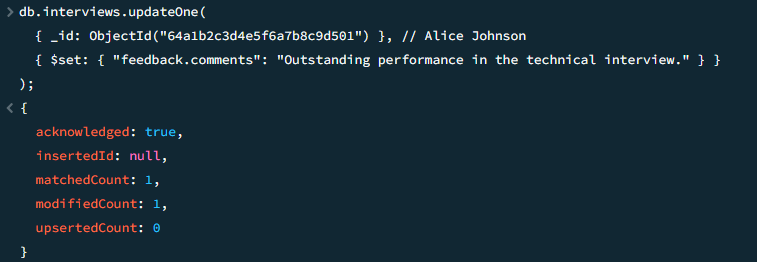 > db.interviews.updateOne(
{ _id: ObjectId("64a1b2c3d4e5f6a7b8c9d501") }, // Alice Johnson
{ $set: { "feedback.comments": "Outstanding performance in the technical interview." } }
);
< {
acknowledged: true,
insertedId: null,
matchedCount: 1,
modifiedCount: 1,
upsertedCount: 0
}